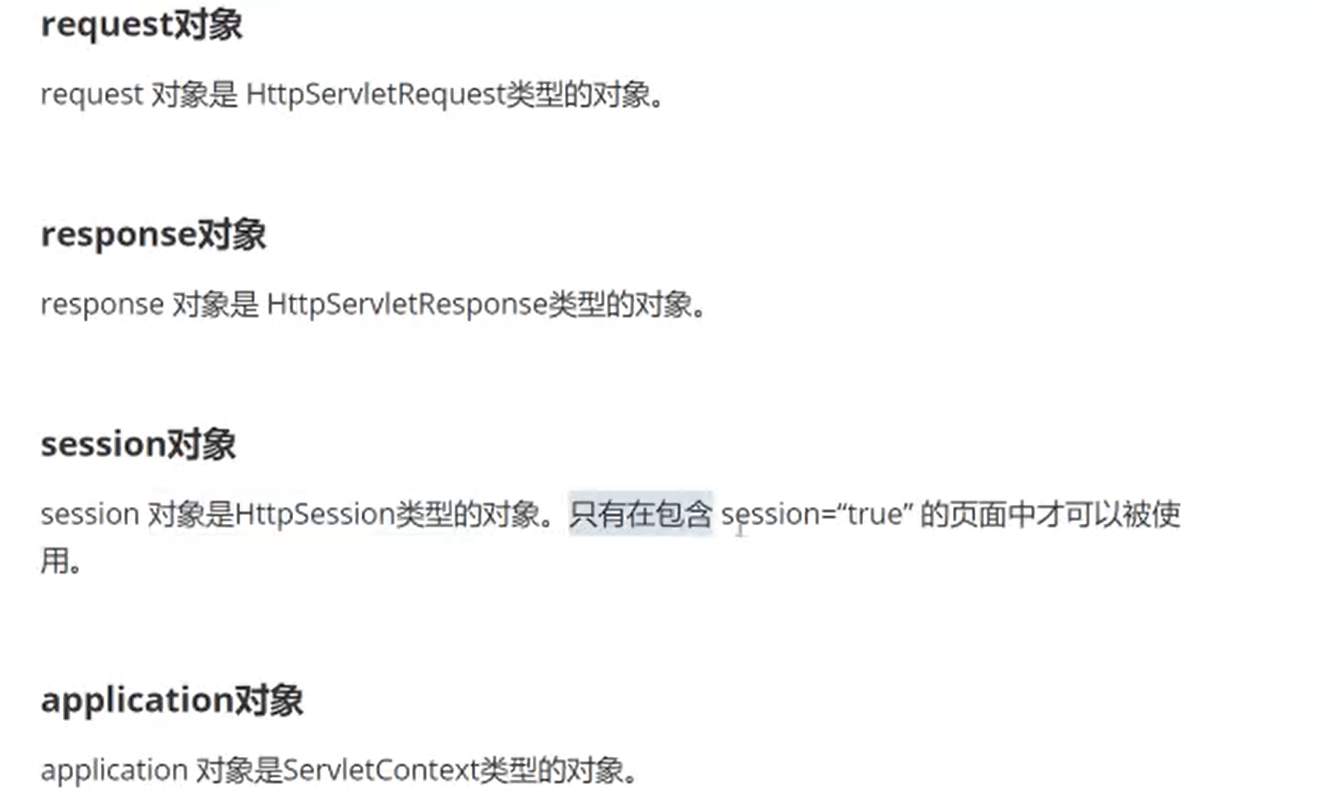 request对象
request 对象是 HttpServletRequest类型的对象。
response对象
response 对象是 HttpServletResponse类型的对象。
session对象
session 对象是HttpSession类型的对象。只有在包含 session=“true” 的页面中才可以被使
用。
application对象
application 对象是ServletContext类型的对象。